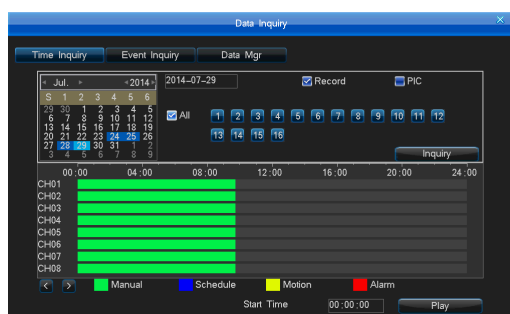 Data Inquiry
Time Inquiry Event Inquiry Data Mgr
Jul. 2014 2014-07-29 Record PIC
S 1 2 3 4 5 6
29 30 1 2 3 4 5
6 7 8 9 10 11 12
13 14 15 16 17 18 19
20 21 22 23 24 25 26
27 28 29 30 31 1 2
3 4 5 6 7 8 9
All 1 2 3 4 5 6 7 8 9 10 11 12
13 14 15 16
Inquiry
00:00 04:00 08:00 12:00 16:00 20:00 24:00
CH01
CH02
CH03
CH04
CH05
CH06
CH07
CH08
Manual Schedule Motion Alarm
Start Time 00:00:00 Play